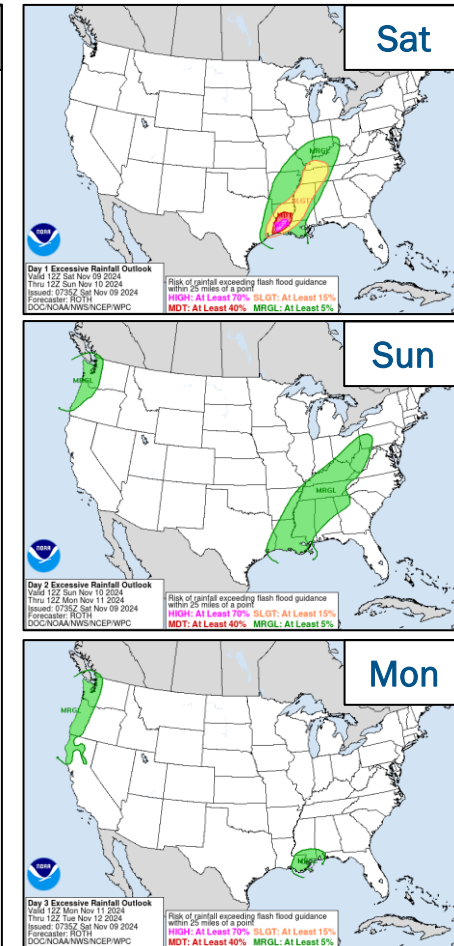 Sat
MRGL
SLGT
MDT
NOAA
Day 1 Excessive Rainfall Outlook
Valid 12Z Sat Nov 09 2024
Thru 12Z Sun Nov 10 2024
Issued: 0735Z Sat Nov 09 2024
Forecaster: ROTH
DOC/NOAA/NWS/NCEP/WPC
Risk of rainfall exceeding flash flood guidance
within 25 miles of a point
HIGH: At Least 70% SLGT: At Least 15%
MDT: At Least 40% MRGL: At Least 5%
Sun
MRGL
MRGL
NOAA
Day 2 Excessive Rainfall Outlook
Valid 12Z Sun Nov 10 2024
Thru 12Z Mon Nov 11 2024
Issued: 0735Z Sat Nov 09 2024
Forecaster: ROTH
DOC/NOAA/NWS/NCEP/WPC
Risk of rainfall exceeding flash flood guidance
within 25 miles of a point
HIGH: At Least 70% SLGT: At Least 15%
MDT: At Least 40% MRGL: At Least 5%
Mon
MRGL
MRGL
NOAA
Day 3 Excessive Rainfall Outlook
Valid 12Z Mon Nov 11 2024
Thru 12Z Tue Nov 12 2024
Issued: 0735Z Sat Nov 09 2024
Forecaster: ROTH
DOC/NOAA/NWS/NCEP/WPC
Risk of rainfall exceeding flash flood guidance
within 25 miles of a point
HIGH: At Least 70% SLGT: At Least 15%
MDT: At Least 40% MRGL: At Least 5%